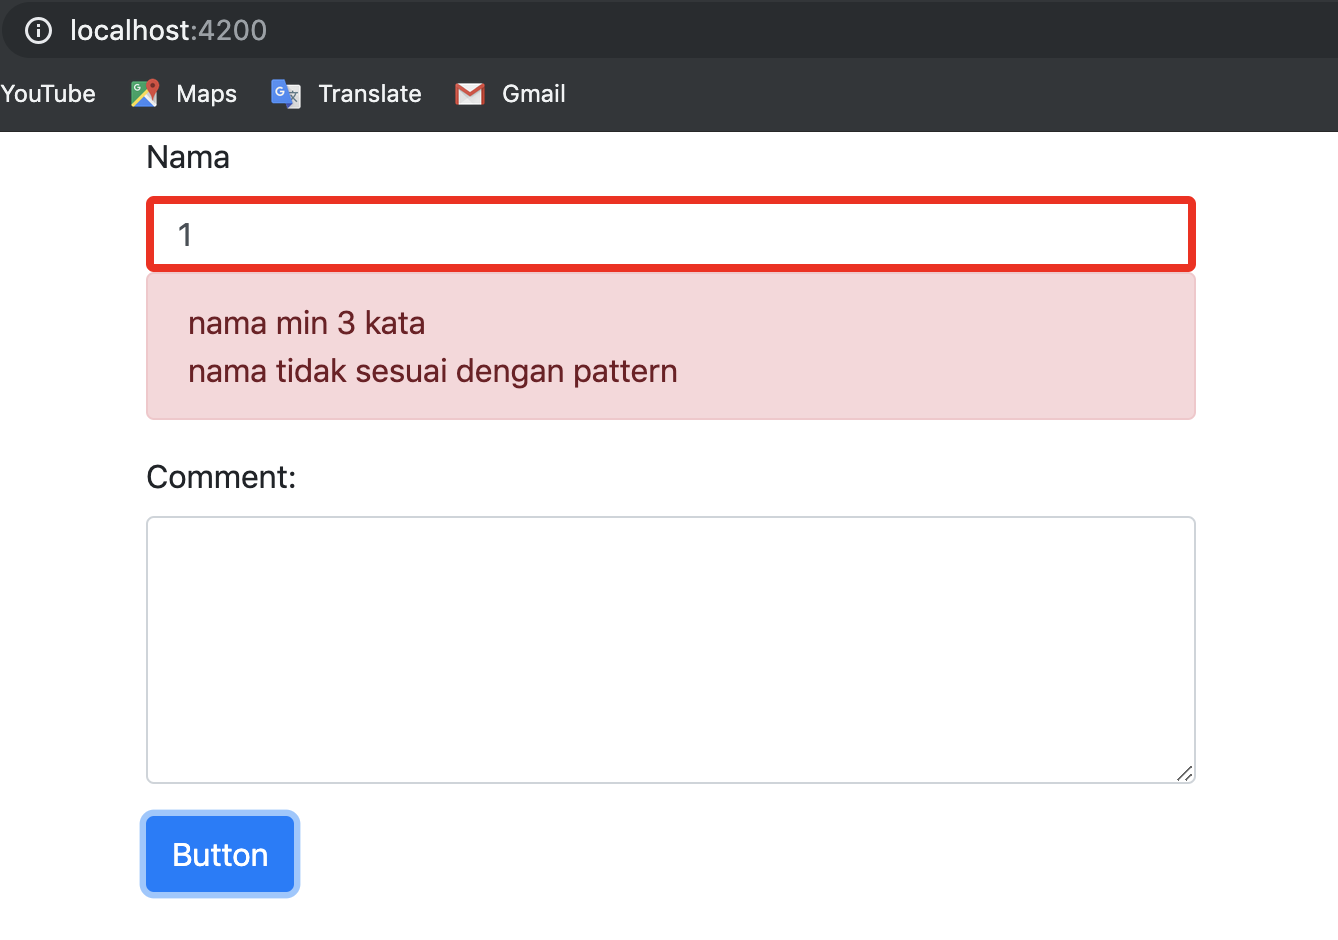 localhost:4200
YouTube Maps Translate Gmail
Nama
1
nama min 3 kata
nama tidak sesuai dengan pattern
Comment:
Button